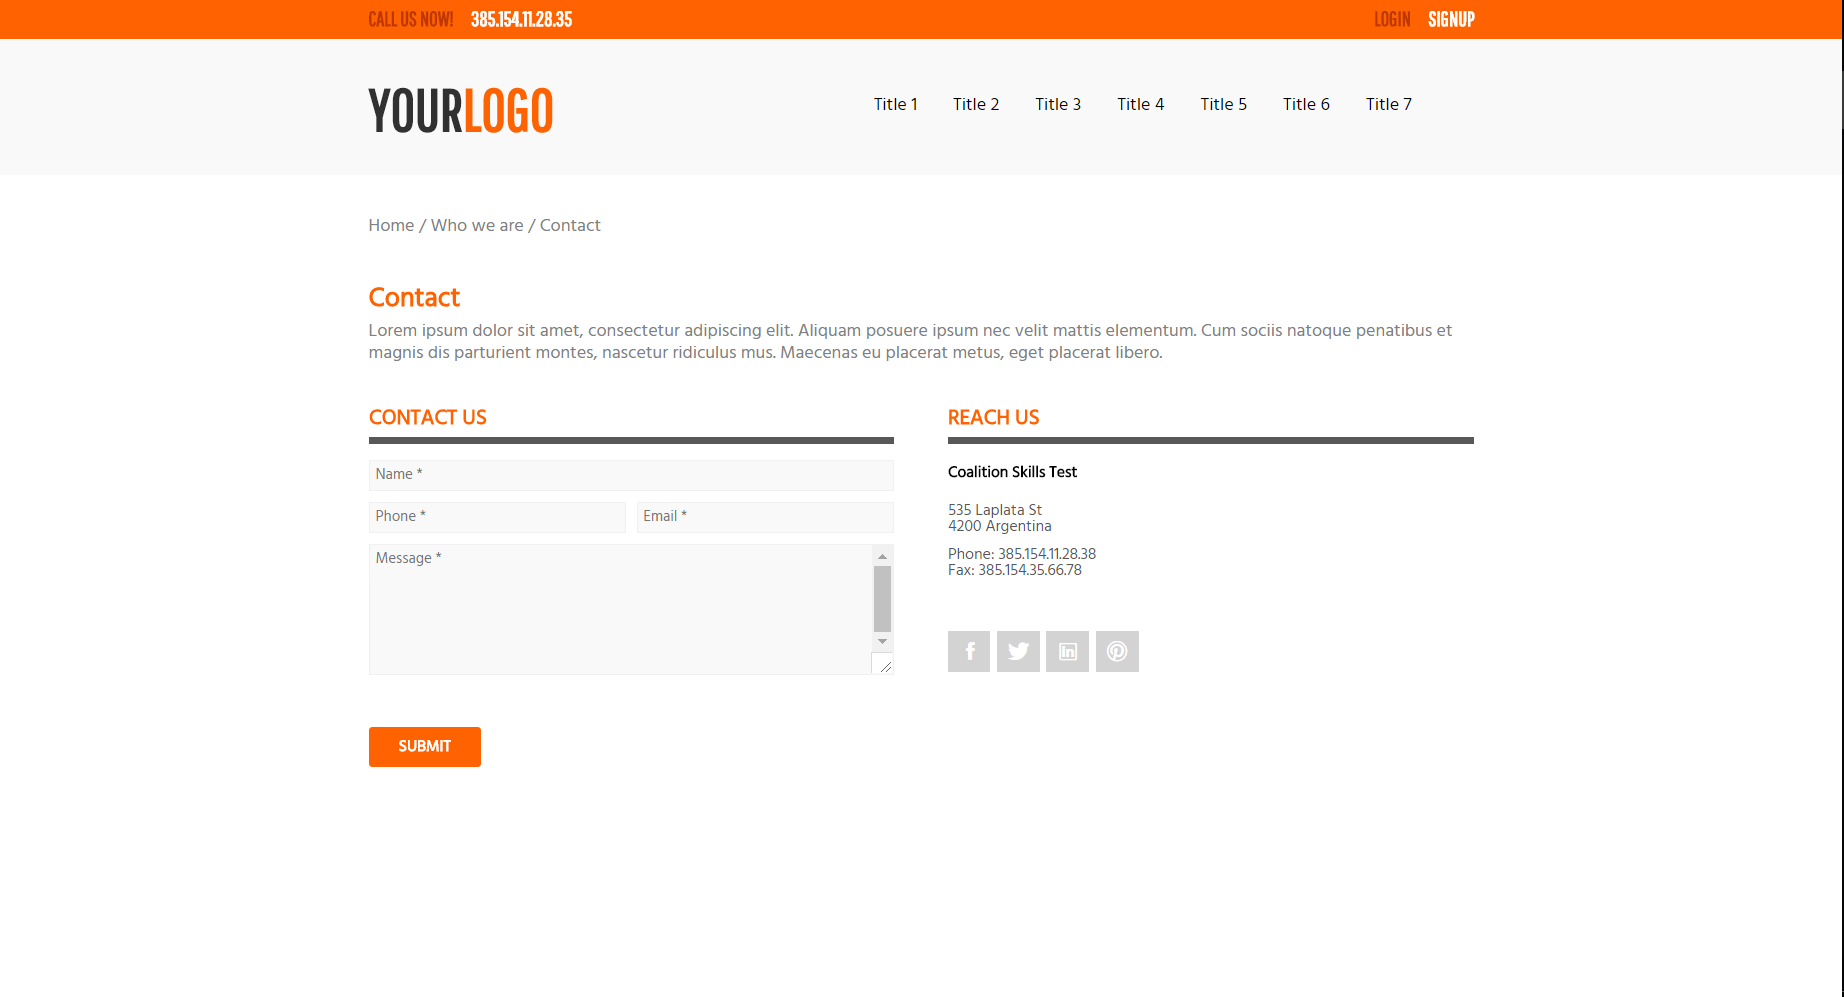 CALL US NOW! 385.154.11.28.35 LOGIN SIGNUP
YOURLOGO
Title 1 Title 2 Title 3 Title 4 Title 5 Title 6 Title 7
Home / Who we are / Contact
Contact
Lorem ipsum dolor sit amet, consectetur adipiscing elit. Aliquam posuere ipsum nec velit mattis elementum. Cum sociis natoque penatibus et
magnis dis parturient montes, nascetur ridiculus mus. Maecenas eu placerat metus, eget placerat libero.
CONTACT US
Name *
Phone * Email *
Message *
SUBMIT
REACH US
Coalition Skills Test
535 Laplata St
4200 Argentina
Phone: 385.154.11.28.38
Fax: 385.154.35.66.78